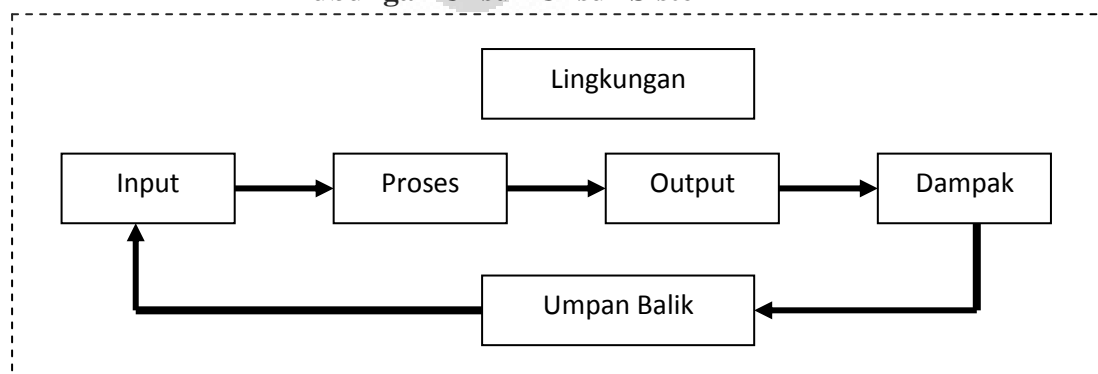 Lingkungan
Input
Proses
Output
Dampak
Umpan Balik